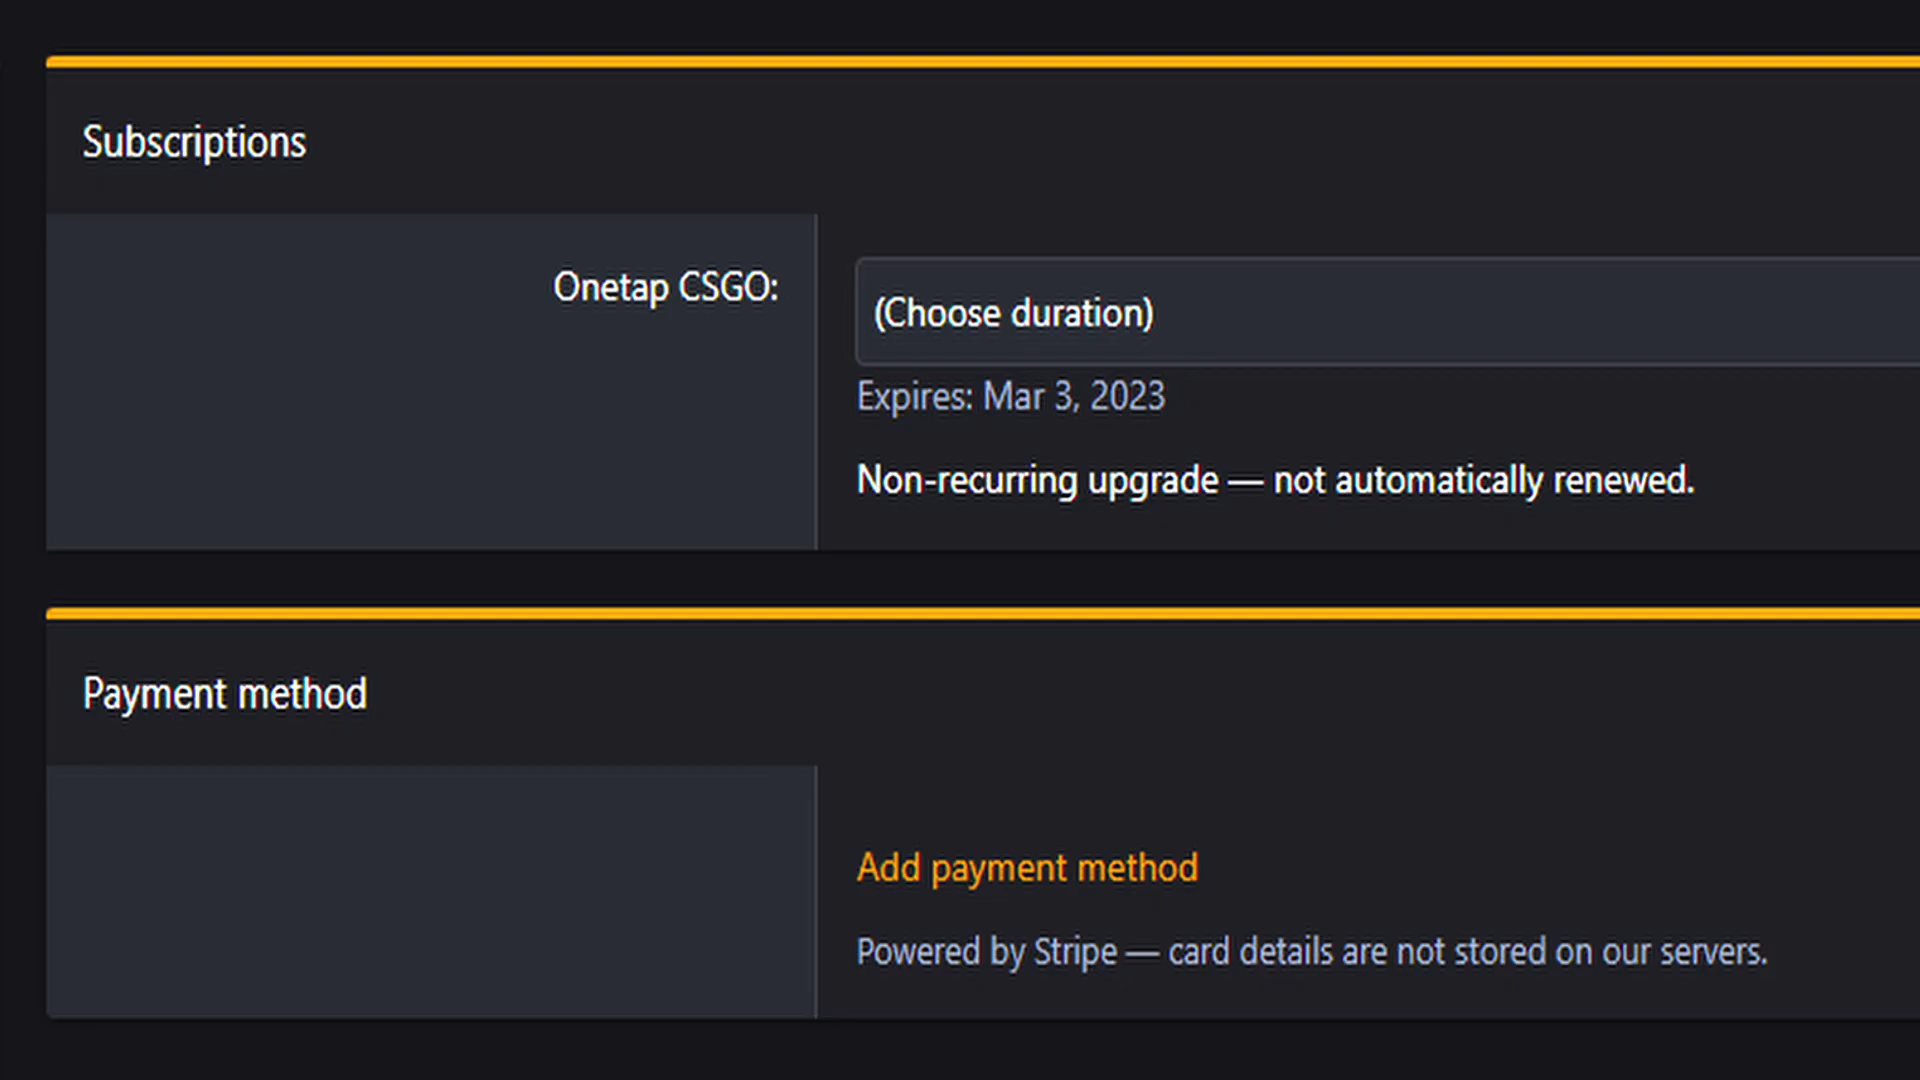 Subscriptions
Onetap CSGO:
(Choose duration)
Expires: Mar 3, 2023
Non-recurring upgrade — not automatically renewed.
Payment method
Add payment method
Powered by Stripe — card details are not stored on our servers.